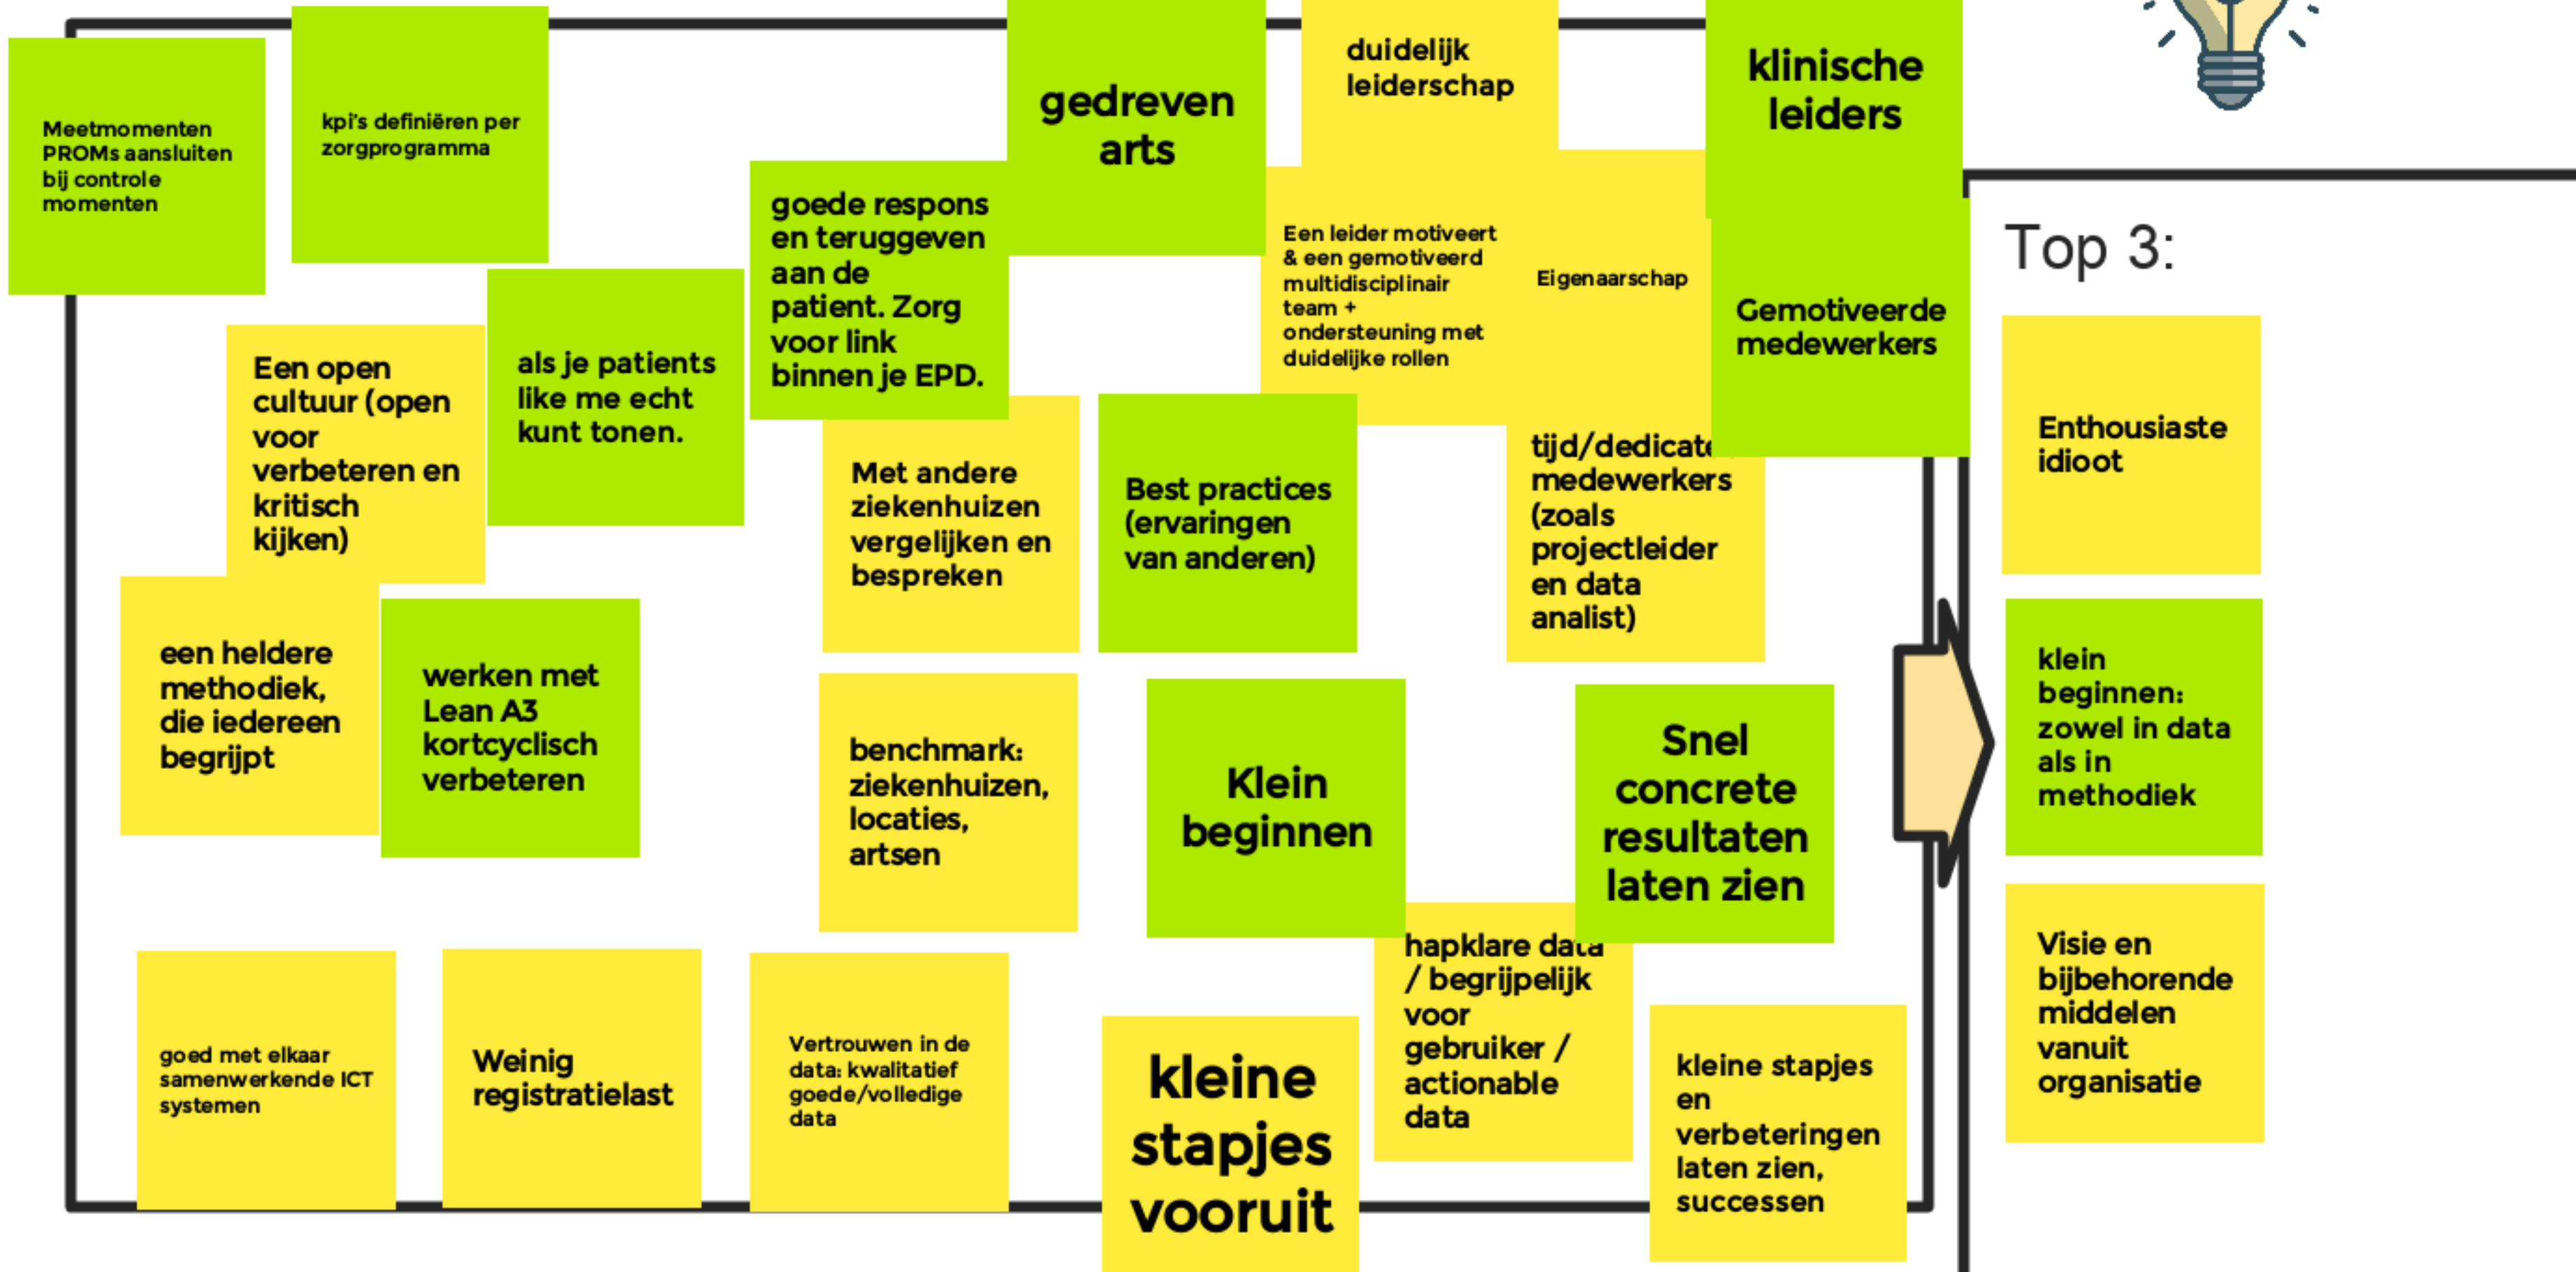 Meetmomenten
PROMs aansluiten
bij controle
momenten
kpi's definiëren per
zorgprogramma
gedreven
arts
duidelijk
leiderschap
klinische
leiders
goede respons
en teruggeven
aan de
patient. Zorg
voor link
binnen je EPD.
Een leider motiveert
& een gemotiveerd
multidisciplinair
team +
ondersteuning met
duidelijke rollen
Eigenaarschap
Gemotiveerde
medewerkers
Een open
cultuur (open
voor
verbeteren en
kritisch
kijken)
als je patients
like me echt
kunt tonen.
Met andere
ziekenhuizen
vergelijken en
bespreken
Best practices
(ervaringen
van anderen)
tijd/dedicate
medewerkers
(zoals
projectleider
en data
analist)
een heldere
methodiek,
die iedereen
begrijpt
werken met
Lean A3
kortcyclisch
verbeteren
benchmark:
ziekenhuizen,
locaties,
artsen
Klein
beginnen
Snel
concrete
resultaten
laten zien
goed met elkaar
samenwerkende ICT
systemen
Weinig
registratielast
Vertrouwen in de
data: kwalitatief
goede/volledige
data
kleine
stapjes
vooruit
hapklare data
/ begrijpelijk
voor
gebruiker /
actionable
data
kleine stapjes
en
verbeteringen
laten zien,
successen
Top 3:
Enthousiaste
idioot
klein
beginnen:
zowel in data
als in
methodiek
Visie en
bijbehorende
middelen
vanuit
organisatie